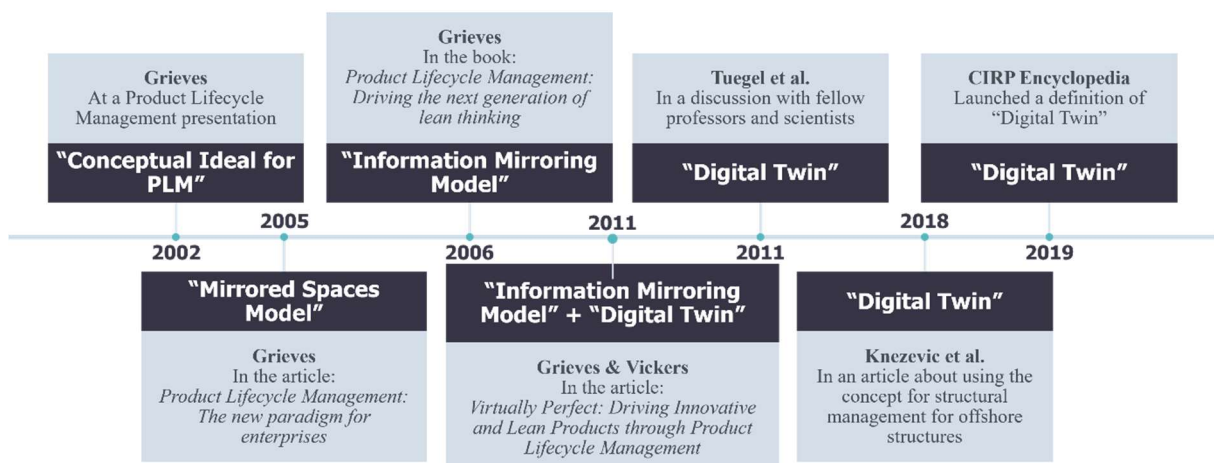 Grieves
At a Product Lifecycle
Management presentation
“Conceptual Ideal for
PLM”
Grieves
In the book:
Product Lifecycle Management:
Driving the next generation of
lean thinking
“Information Mirroring
Model”
Tuegel et al.
In a discussion with fellow
professors and scientists
“Digital Twin”
CIRP Encyclopedia
Launched a definition of
“Digital Twin”
“Digital Twin”
2005
2011
2018
2002
2006
2011
2019
“Mirrored Spaces
Model”
Grieves
In the article:
Product Lifecycle Management:
The new paradigm for
enterprises
“Information Mirroring
Model” + “Digital Twin”
Grieves & Vickers
In the article:
Virtually Perfect: Driving Innovative
and Lean Products through Product
Lifecycle Management
“Digital Twin”
Knezevic et al.
In an article about using the
concept for structural
management for offshore
structures